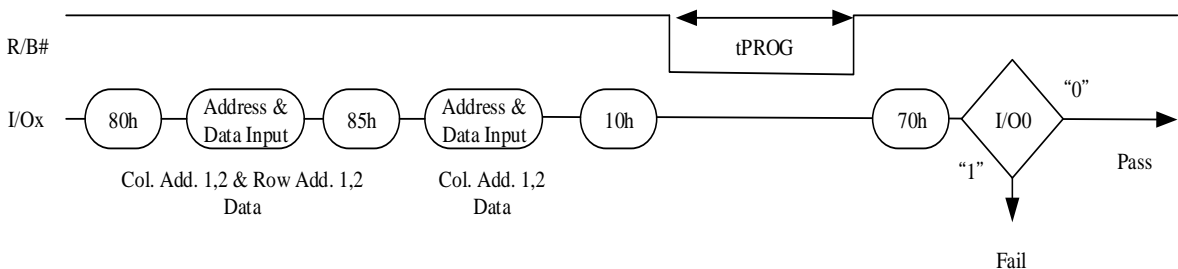 R/B#
tPROG
I/Ox
80h
Address &
Data Input
85h
Address &
Data Input
10h
70h
I/O0
“0”
“1”
Pass
Col. Add. 1,2 & Row Add. 1,2
Data
Col. Add. 1,2
Data
Fail